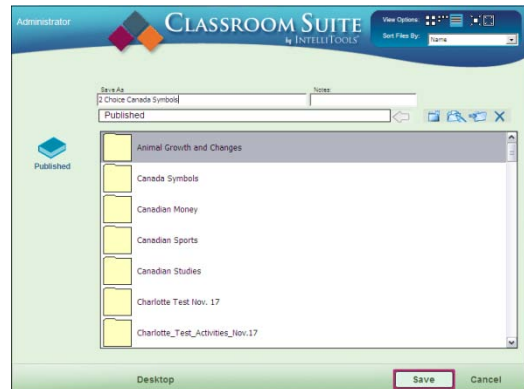 Administrator
CLASSROOM SUITE
by INTELLITOOLS
View Options:
Sort Files By:
Name
Save As
Notes:
2 Choice Canada Symbols
Published
Published
Animal Growth and Changes
Canada Symbols
Canadian Money
Canadian Sports
Canadian Studies
Charlotte Test Nov. 17
Charlotte_Test_Activities_Nov.17
Desktop
Save
Cancel